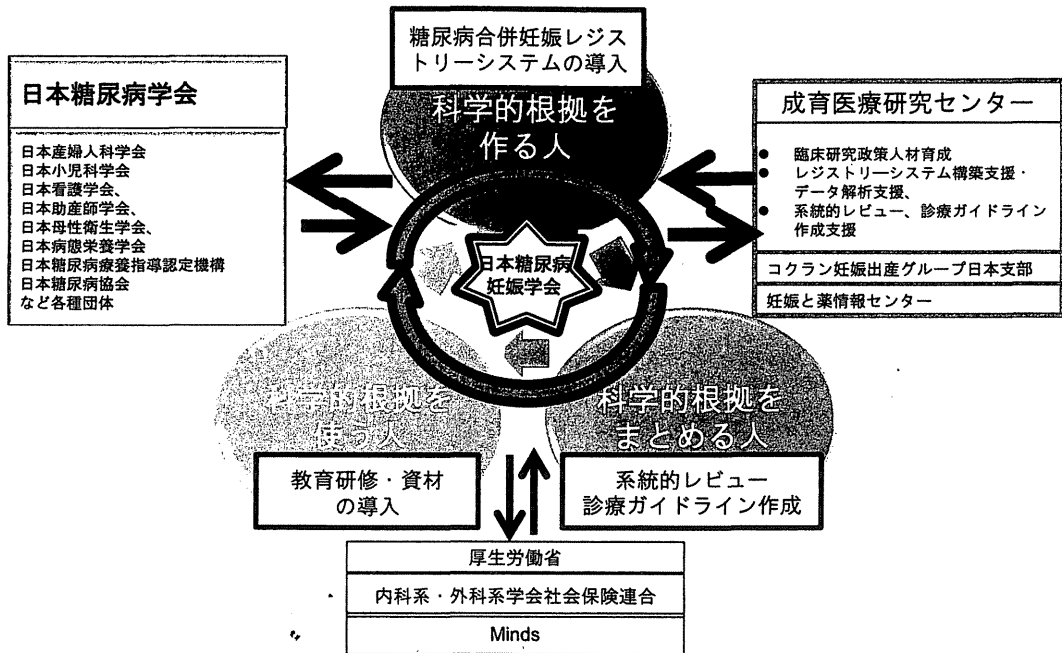 糖尿病合併妊娠レジス
トリーシステムの導入
科学的根拠を
作る人
日本糖尿病学会
日本産婦人科学会
日本小児科学会
日本看護学会、
日本助産師学会、
日本母性衛生学会、
日本病態栄養学会
日本糖尿病療養指導認定機構
日本糖尿病協会
など各種団体
成育医療研究センター
● 臨床研究政策人材育成
● レジストリーシステム構築支援・
データ解析支援、
● 系統的レビュー、診療ガイドライン
作成支援
コクラン妊娠出産グループ日本支部
妊娠と薬情報センター
日本糖尿病
妊娠学会
科学的根拠を
使う人
教育研修・資材
の導入
科学的根拠を
まとめる人
系統的レビュー
診療ガイドライン作成
厚生労働省
内科系・外科系学会社会保険連合
Minds